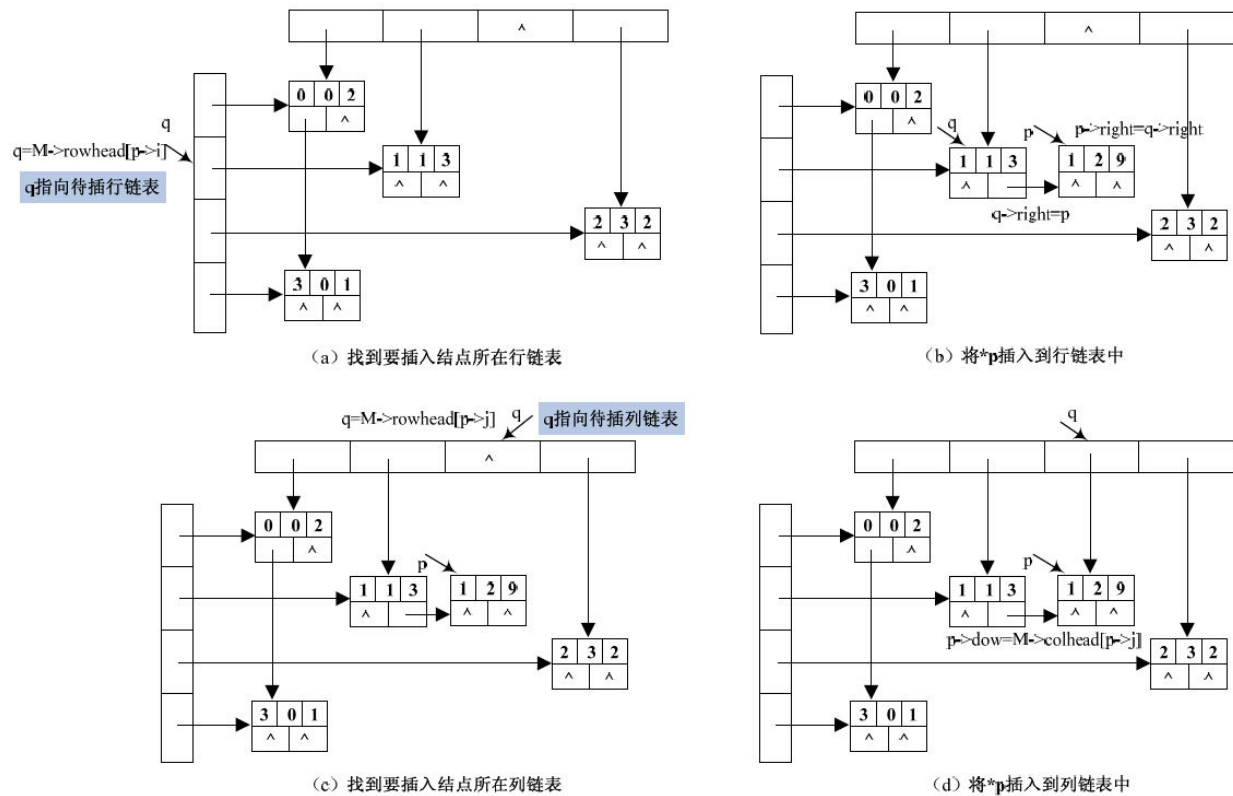 ^
0 0 2
^
q
q=M->rowhead[p->i]
q指向待插行链表
1 1 3
^ ^
2 3 2
^ ^
3 0 1
^ ^
(a)找到要插入结点所在行链表
^
0 0 2
^
q
p
p->right=q->right
1 1 3
1 2 9
^
^ ^
q->right=p
2 3 2
^ ^
3 0 1
^ ^
(b)将*p插入到行链表中
q=M->rowhead[p->j]
q
q指向待插列链表
^
0 0 2
^
p
1 1 3
1 2 9
^
^ ^
2 3 2
^ ^
3 0 1
^ ^
(c)找到要插入结点所在列链表
q
0 0 2
^
p
1 1 3
1 2 9
^
^ ^
p->dow=M->colhead[p->j]
2 3 2
^ ^
3 0 1
^ ^
(d)将*p插入到列链表中